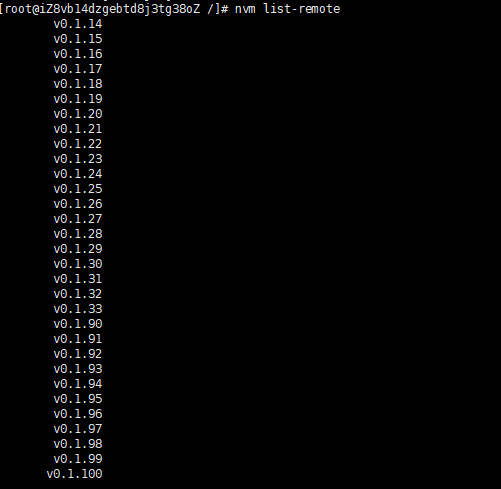 [root@iZ8vb14dzgebtd8j3tg38oZ /]# nvm list-remote
v0.1.14
v0.1.15
v0.1.16
v0.1.17
v0.1.18
v0.1.19
v0.1.20
v0.1.21
v0.1.22
v0.1.23
v0.1.24
v0.1.25
v0.1.26
v0.1.27
v0.1.28
v0.1.29
v0.1.30
v0.1.31
v0.1.32
v0.1.33
v0.1.90
v0.1.91
v0.1.92
v0.1.93
v0.1.94
v0.1.95
v0.1.96
v0.1.97
v0.1.98
v0.1.99
v0.1.100